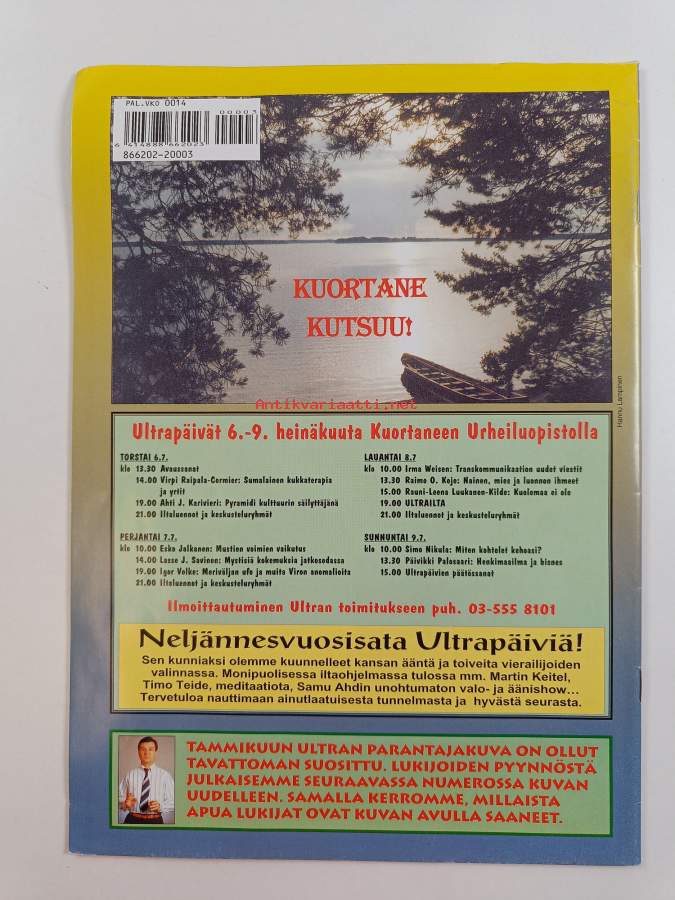 PAL.VKO 0014
00003
6 414888 662023
866202-20003
KUORTANE
KUTSUU!
Antikvariaatti.net
Hannu Lampinen
Ultrapäivät 6.-9. heinäkuuta Kuortaneen Urheiluopistolla
TORSTAI 6.7.
klo 13.30 Avaussanat
14.00 Virpi Raipala-Cormier: Sumalainen kukkaterapia
ja yrtit
19.00 Ahti J. Karivieri: Pyramidi kulttuurin säilyttäjänä
21.00 Iltaluennot ja keskusteluryhmät
PERJANTAI 7.7.
klo 10.00 Esko Jalkanen: Mustien voimien vaikutus
14.00 Lasse J. Savinen: Mystisiä kokemuksia jatkosodassa
19.00 Igor Volke: Meriväljan ufo ja muita Viron anomalioita
21.00 Iltaluennot ja keskusteluryhmät
LAUANTAI 8.7
klo 10.00 Irma Weisen: Transkommunikaation uudet viestit
13.30 Raimo O. Kojo: Nainen, mies ja luonnon ihmeet
15.00 Rauni-Leena Luukanen-Kilde: Kuolemaa ei ole
19.00 ULTRAILTA
21.00 Iltaluennot ja keskusteluryhmät
SUNNUNTAI 9.7.
klo 10.00 Simo Nikula: Miten kohtelet kehoasi?
13.30 Päivikki Palosaari: Henkimaailma ja bisnes
15.00 Ultrapäivien päätössanat
Ilmoittautuminen Ultran toimitukseen puh. 03-555 8101
Neljännesvuosisata Ultrapäiviä!
Sen kunniaksi olemme kuunnelleet kansan ääntä ja toiveita vierailijoiden
valinnassa. Monipuolisessa iltaohjelmassa tulossa mm. Martin Keitel,
Timo Teide, meditaatiota, Samu Ahdin unohtumaton valo- ja äänishow...
Tervetuloa nauttimaan ainutlaatuisesta tunnelmasta ja hyvästä seurasta.
TAMMIKUUN ULTRAN PARANTAJAKUVA ON OLLUT
TAVATTOMAN SUOSITTU. LUKIJOIDEN PYYNNÖSTÄ
JULKAISEMME SEURAAVASSA NUMEROSSA KUVAN
UUDELLEEN. SAMALLA KERROMME, MILLAISTA
APUA LUKIJAT OVAT KUVAN AVULLA SAANEET.